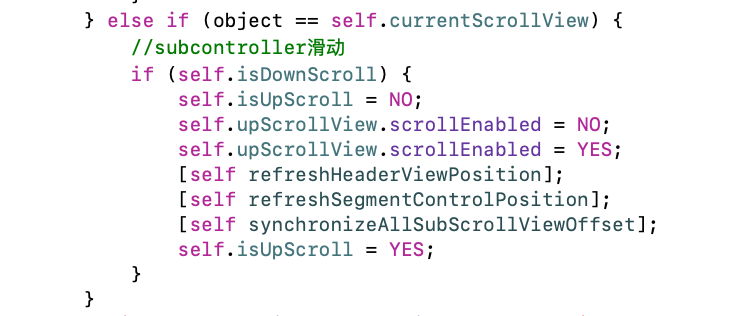 } else if (object == self.currentScrollView) {
//subcontroller滑动
if (self.isDownScroll) {
self.isUpScroll = NO;
self.upScrollView.scrollEnabled = NO;
self.upScrollView.scrollEnabled = YES;
[self refreshHeaderViewPosition];
[self refreshSegmentControlPosition];
[self synchronizeAllSubScrollViewOffset];
self.isUpScroll = YES;
}
}